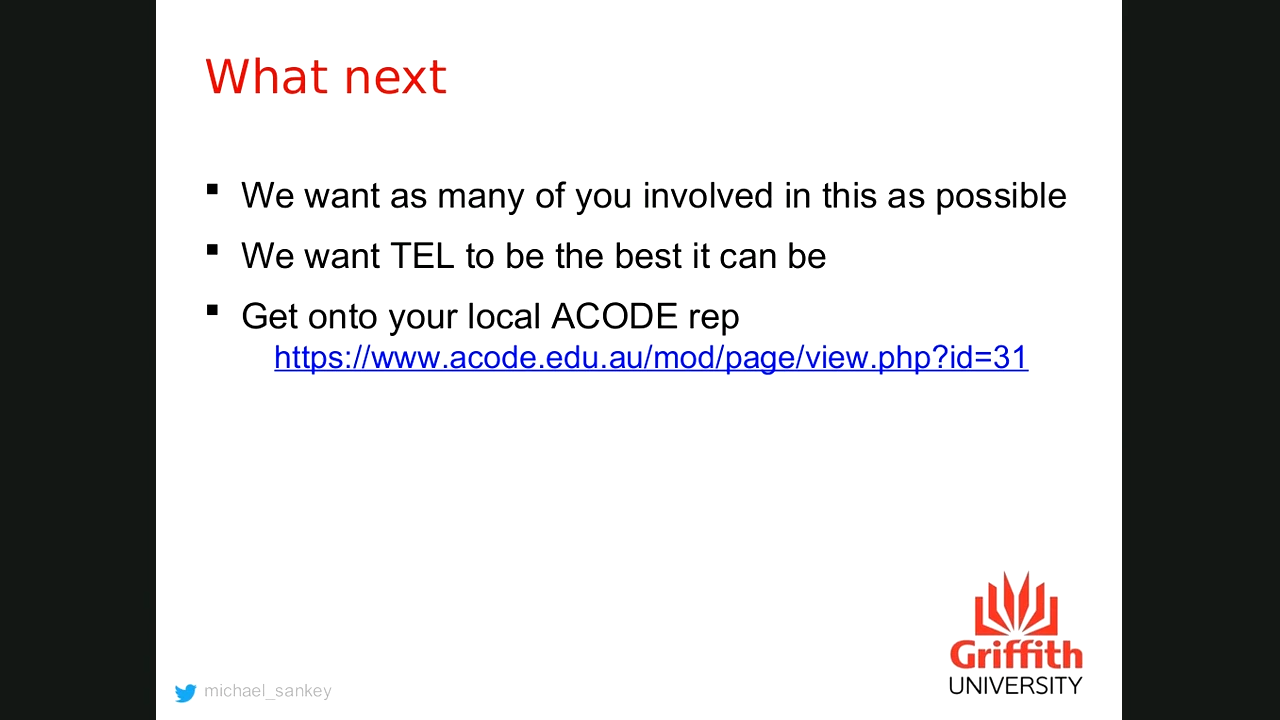 What next
We want as many of you involved in this as possible
We want TEL to be the best it can be
Get onto your local ACODE rep
https://www.acode.edu.au/mod/page/view.php?id=31
Griffith
UNIVERSITY
michael_sankey